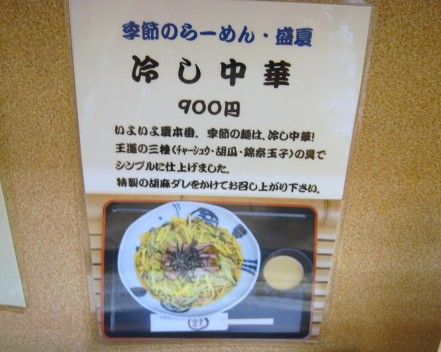 季節のらーめん・盛夏
冷し中華
900円
いよいよ夏本番。季節の麺は、冷し中華!
王道の三種(チャーシュウ・胡瓜・錦糸玉子)の具で
シンプルに仕上げました。
特製の胡麻ダレをかけてお召し上がり下さい。